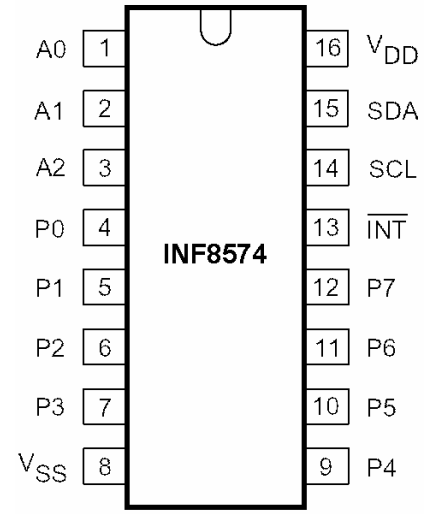 A0 1 16 VDD
A1 2 15 SDA
A2 3 14 SCL
P0 4 13 I̅N̅T̅
INF8574
P1 5 12 P7
P2 6 11 P6
P3 7 10 P5
VSS 8 9 P4